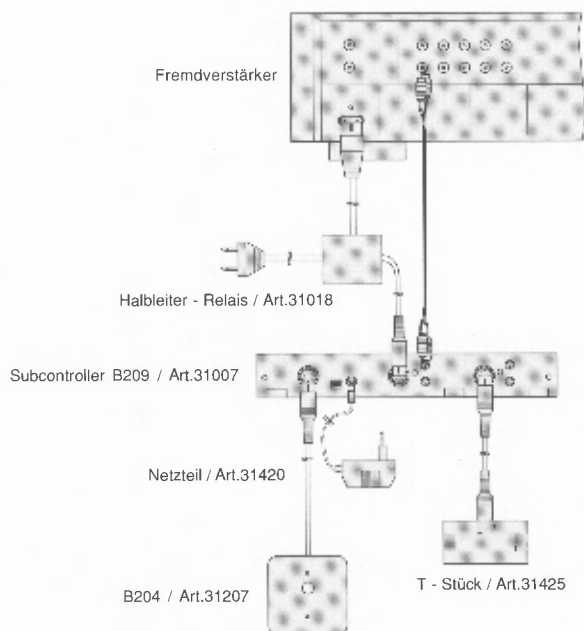 Fremdverstärker
Halbleiter - Relais / Art.31018
Subcontroller B209 / Art.31007
Netzteil / Art.31420
B204 / Art.31207
T - Stück / Art.31425